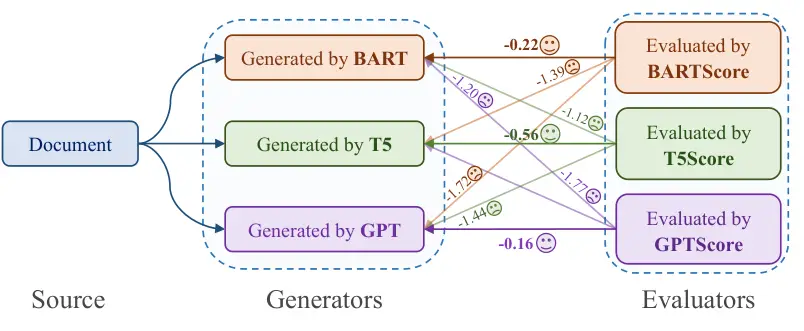 Document
Generated by BART
Generated by T5
Generated by GPT
-0.22
-1.39
-1.20
-1.12
-0.56
-1.72
-1.77
-1.44
-0.16
Evaluated by
BARTScore
Evaluated by
T5Score
Evaluated by
GPTScore
Source
Generators
Evaluators